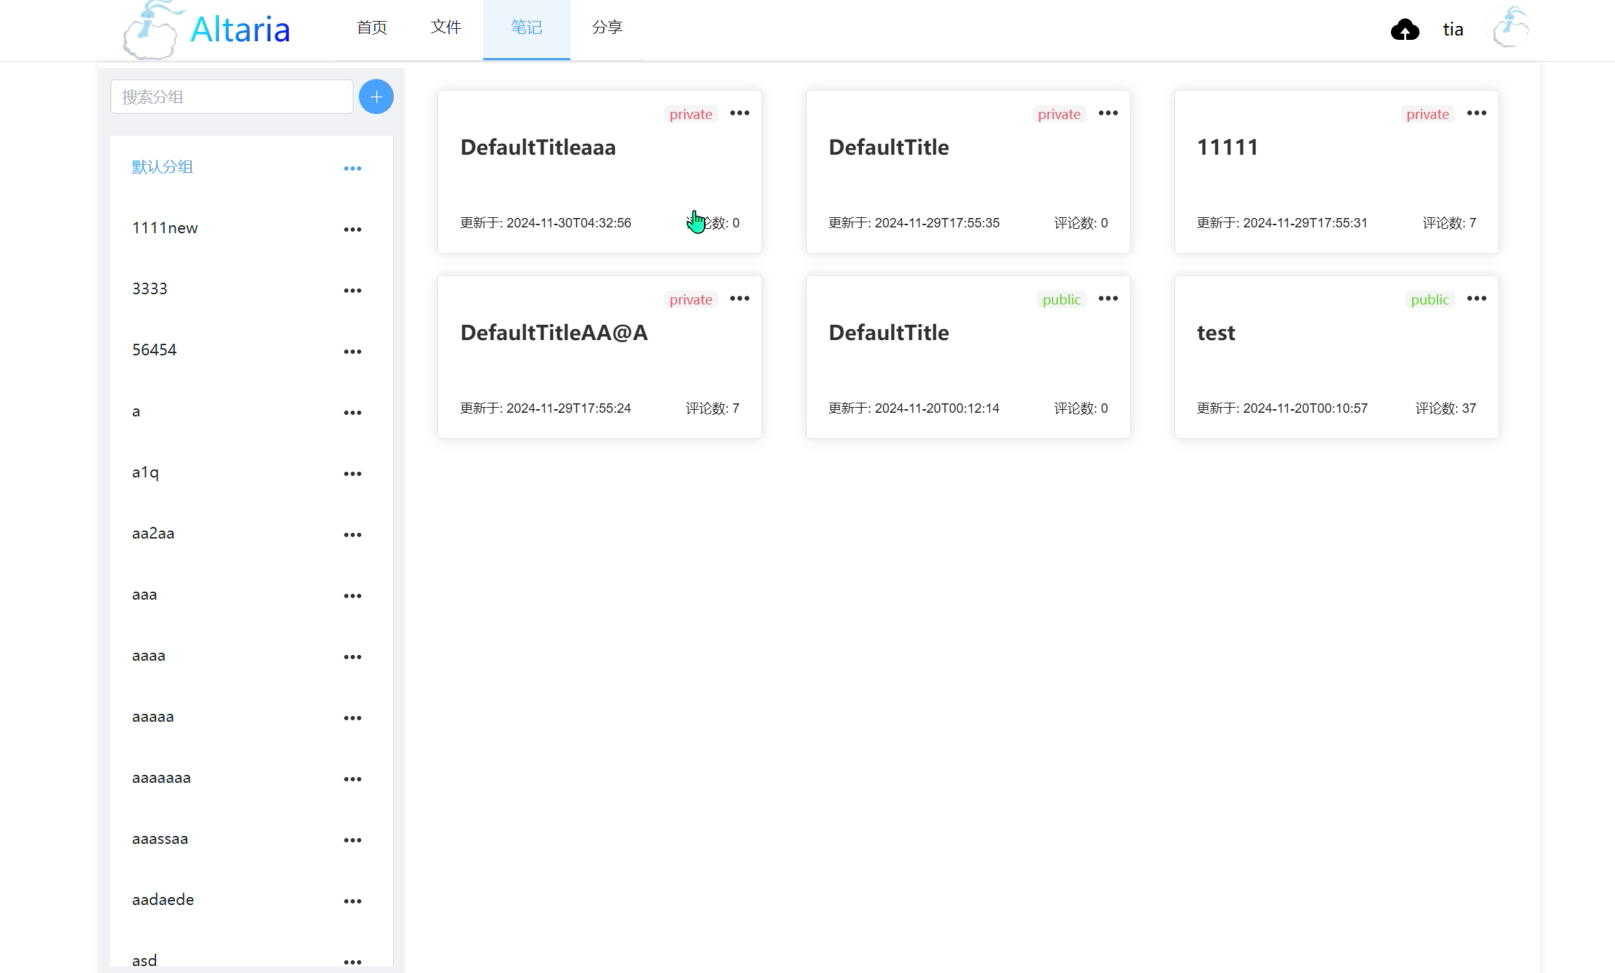 Altaria
首页 文件 笔记 分享
tia
搜索分组
默认分组
1111new
3333
56454
a
a1q
aa2aa
aaa
aaaa
aaaaa
aaaaaaa
aaassaa
aadaede
asd
private
DefaultTitleaaa
更新于: 2024-11-30T04:32:56 论数: 0
private
DefaultTitle
更新于: 2024-11-29T17:55:35 评论数: 0
private
11111
更新于: 2024-11-29T17:55:31 评论数: 7
private
DefaultTitleAA@A
更新于: 2024-11-29T17:55:24 评论数: 7
public
DefaultTitle
更新于: 2024-11-20T00:12:14 评论数: 0
public
test
更新于: 2024-11-20T00:10:57 评论数: 37